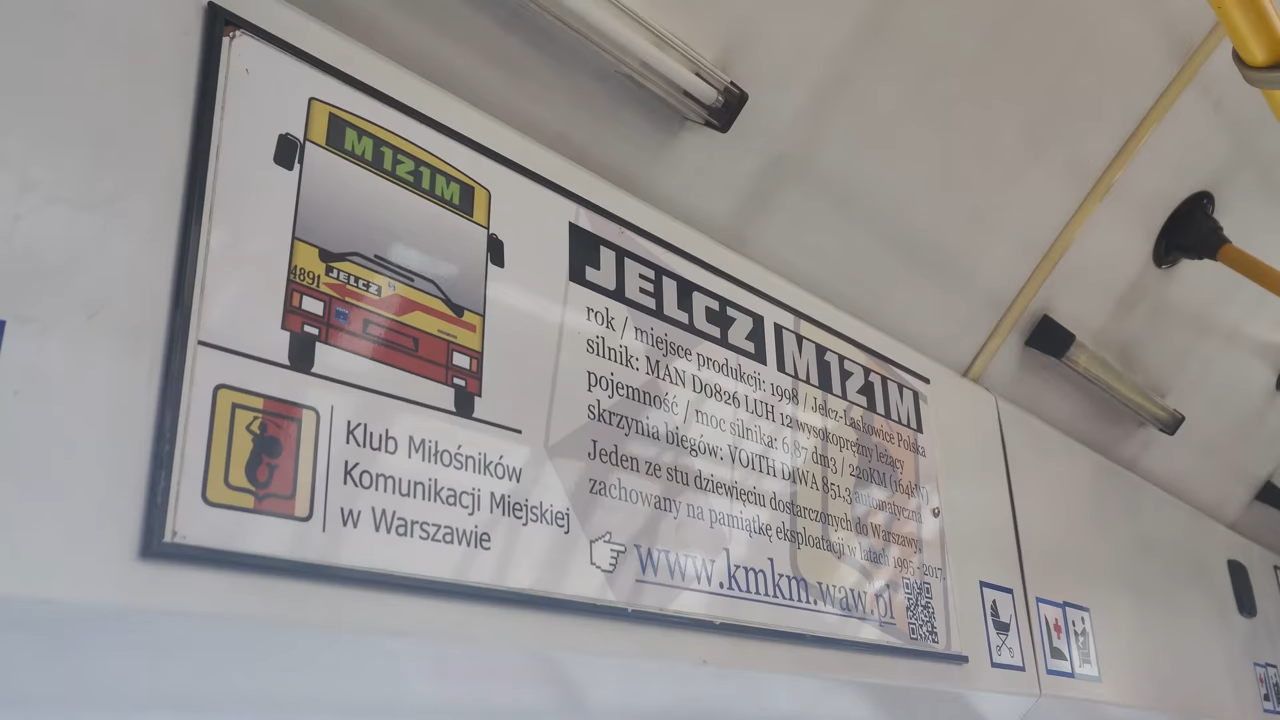 M121M
4891
JELCZ
Klub Miłośników
Komunikacji Miejskiej
w Warszawie
JELCZ M121M
rok / miejsce produkcji: 1998 / Jelcz-Laskowice Polska
silnik: MAN D0826 LUH 12 wysokoprężny leżący
pojemność / moc silnika: 6,87 dm3 / 220KM (164kW)
skrzynia biegów: VOITH DIWA 851,3 automatyczna
Jeden ze stu dziewięciu dostarczonych do Warszawy,
zachowany na pamiątkę eksploatacji w latach 1995 - 2017.
www.kmkm.waw.pl